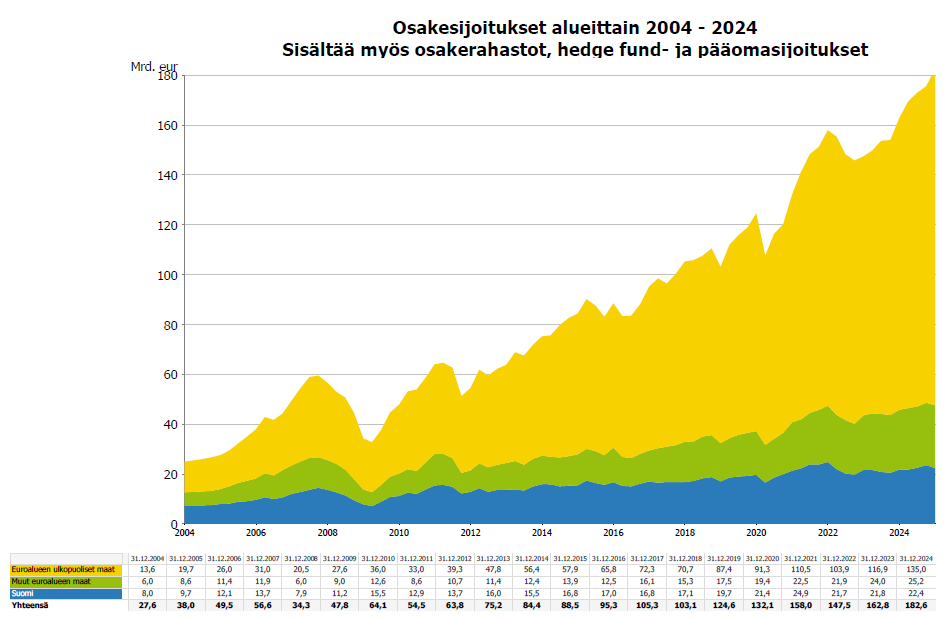 Osakesijoitukset alueittain 2004 - 2024
Sisältää myös osakerahastot, hedge fund- ja pääomasijoitukset
Mrd. eur
180
160
140
120
100
80
60
40
20
0
2004 2006 2008 2010 2012 2014 2016 2018 2020 2022 2024
31.12.2004 31.12.2005 31.12.2006 31.12.2007 31.12.2008 31.12.2009 31.12.2010 31.12.2011 31.12.2012 31.12.2013 31.12.2014 31.12.2015 31.12.2016 31.12.2017 31.12.2018 31.12.2019 31.12.2020 31.12.2021 31.12.2022 31.12.2023 31.12.2024
Euroalueen ulkopuoliset maat 13,6 19,7 26,0 31,0 20,5 27,6 36,0 33,0 39,3 47,8 56,4 57,9 65,8 72,3 70,7 87,4 91,3 110,5 103,9 116,9 135,0
Muut euroalueen maat 6,0 8,6 11,4 11,9 6,0 9,0 12,6 8,6 10,7 11,4 12,4 13,9 12,5 16,1 15,3 17,5 19,4 22,5 21,9 24,0 25,2
Suomi 8,0 9,7 12,1 13,7 7,9 11,2 15,5 12,9 13,7 16,0 15,5 16,8 17,0 16,8 17,1 19,7 21,4 24,9 21,7 21,8 22,4
Yhteensä 27,6 38,0 49,5 56,6 34,3 47,8 64,1 54,5 63,8 75,2 84,4 88,5 95,3 105,3 103,1 124,6 132,1 158,0 147,5 162,8 182,6